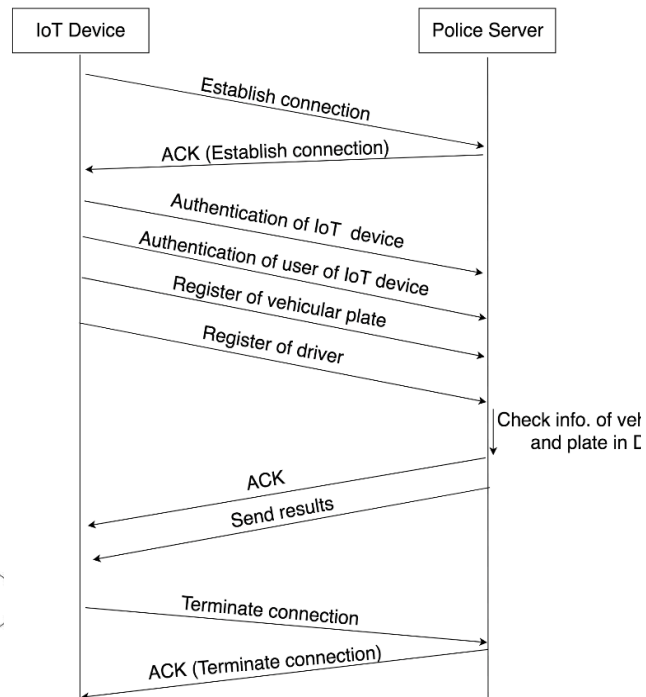 IoT Device
Police Server
Establish connection
ACK (Establish connection)
Authentication of IoT device
Authentication of user of IoT device
Register of vehicular plate
Register of driver
Check info. of
and plate in
ACK
Send results
Terminate connection
ACK (Terminate connection)